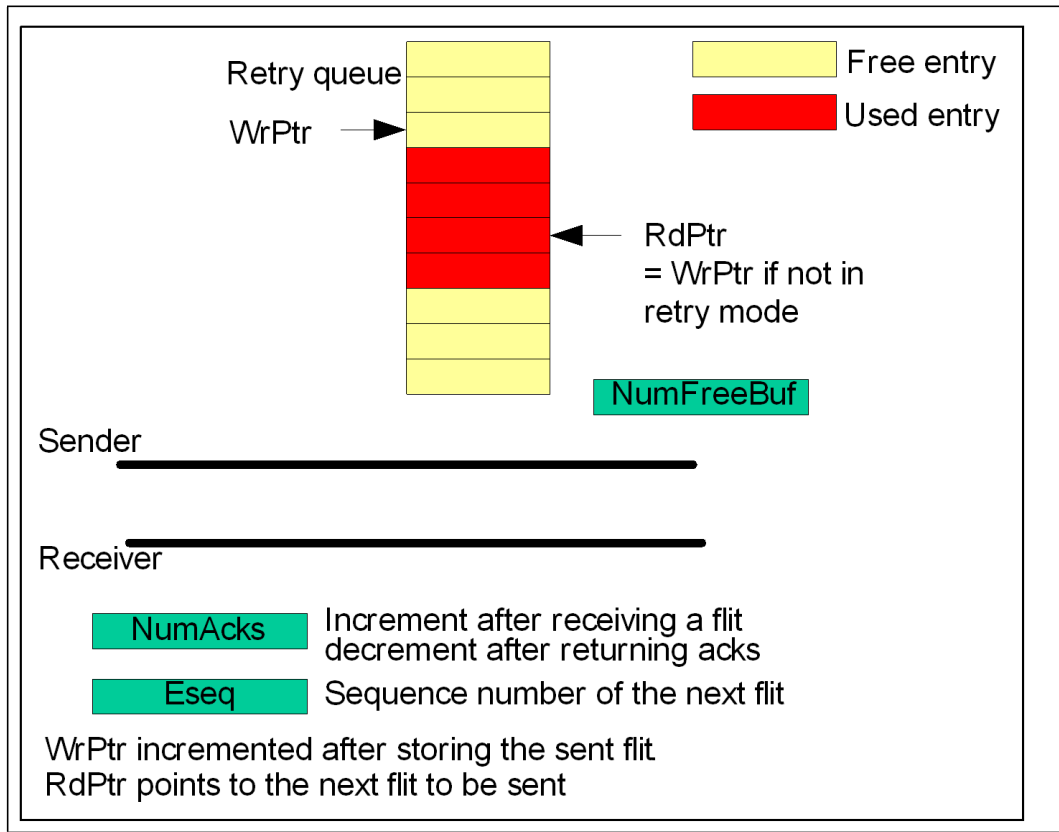 Retry queue
Free entry
WrPtr
Used entry
RdPtr
= WrPtr if not in
retry mode
NumFreeBuf
Sender
Receiver
NumAcks
Increment after receiving a flit
decrement after returning acks
Eseq
Sequence number of the next flit
WrPtr incremented after storing the sent flit
RdPtr points to the next flit to be sent